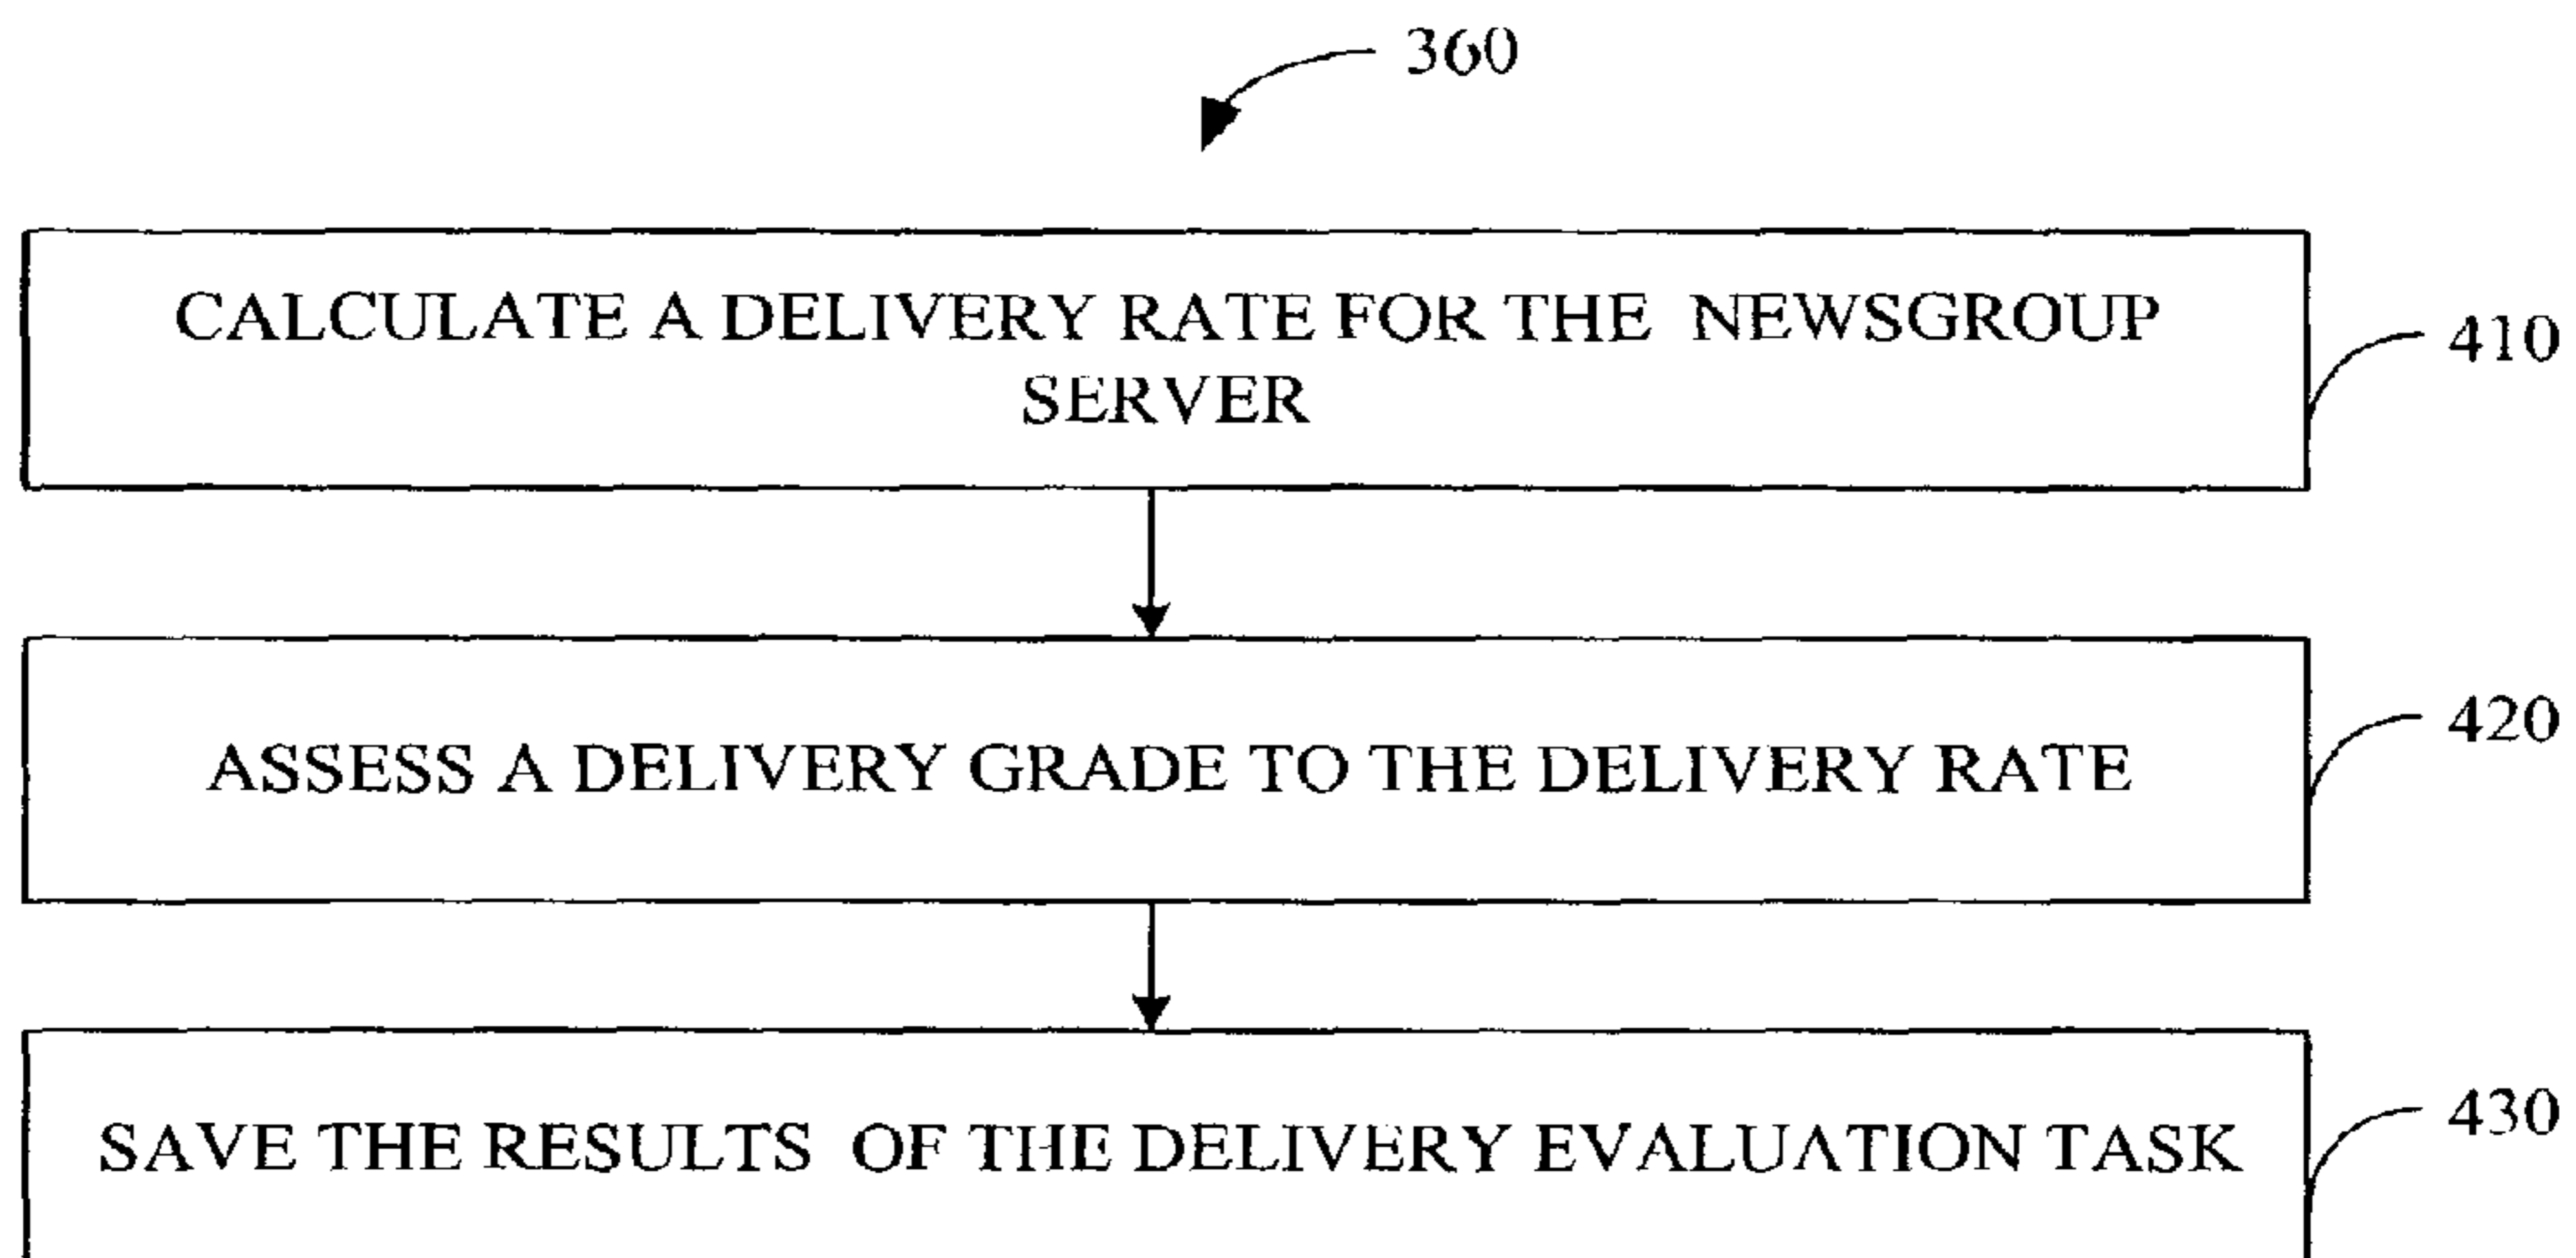 360
CALCULATE A DELIVERY RATE FOR THE NEWSGROUP
SERVER
410
ASSESS A DELIVERY GRADE TO THE DELIVERY RATE
420
SAVE THE RESULTS OF THE DELIVERY EVALUATION TASK
430